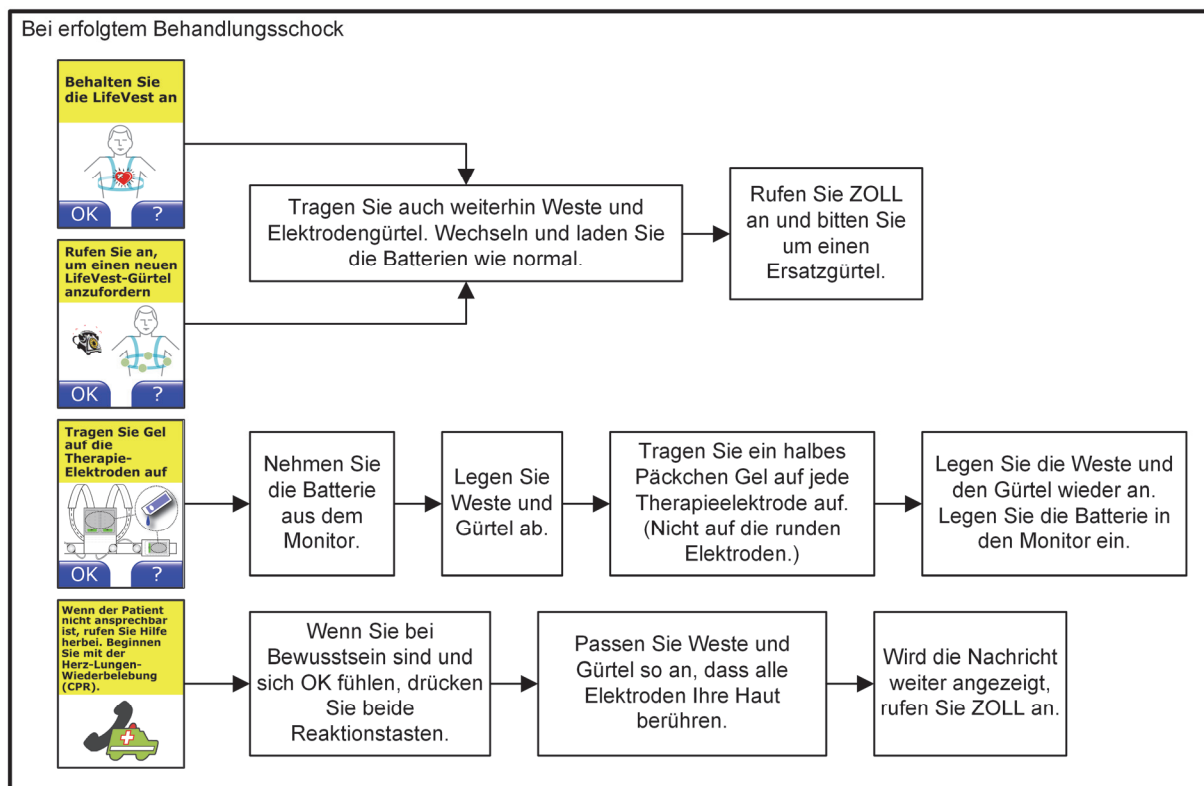 Bei erfolgtem Behandlungsschock
Behalten Sie
die LifeVest an
OK ?
Tragen Sie auch weiterhin Weste und
Elektrodengürtel. Wechseln und laden Sie
die Batterien wie normal.
Rufen Sie ZOLL
an und bitten Sie
um einen
Ersatzgürtel.
Rufen Sie an,
um einen neuen
LifeVest-Gürtel
anzufordern
OK ?
Tragen Sie Gel
auf die
Therapie-
Elektroden auf
OK ?
Nehmen Sie
die Batterie
aus dem
Monitor.
Legen Sie
Weste und
Gürtel ab.
Tragen Sie ein halbes
Päckchen Gel auf jede
Therapieelektrode auf.
(Nicht auf die runden
Elektroden.)
Legen Sie die Weste und
den Gürtel wieder an.
Legen Sie die Batterie in
den Monitor ein.
Wenn der Patient
nicht ansprechbar
ist, rufen Sie Hilfe
herbei. Beginnen
Sie mit der
Herz-Lungen-
Wiederbelebung
(CPR).
Wenn Sie bei
Bewusstsein sind und
sich OK fühlen, drücken
Sie beide
Reaktionstasten.
Passen Sie Weste und
Gürtel so an, dass alle
Elektroden Ihre Haut
berühren.
Wird die Nachricht
weiter angezeigt,
rufen Sie ZOLL an.